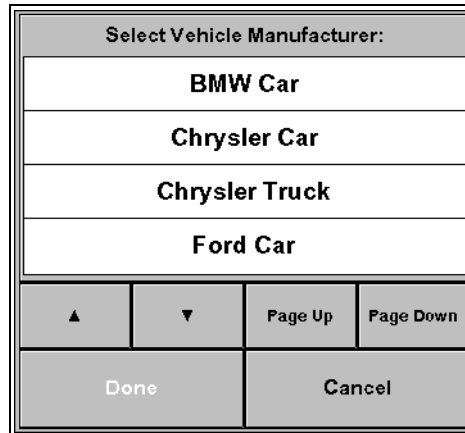 Select Vehicle Manufacturer:
BMW Car
Chrysler Car
Chrysler Truck
Ford Car
▲ ▼ Page Up Page Down
Done Cancel